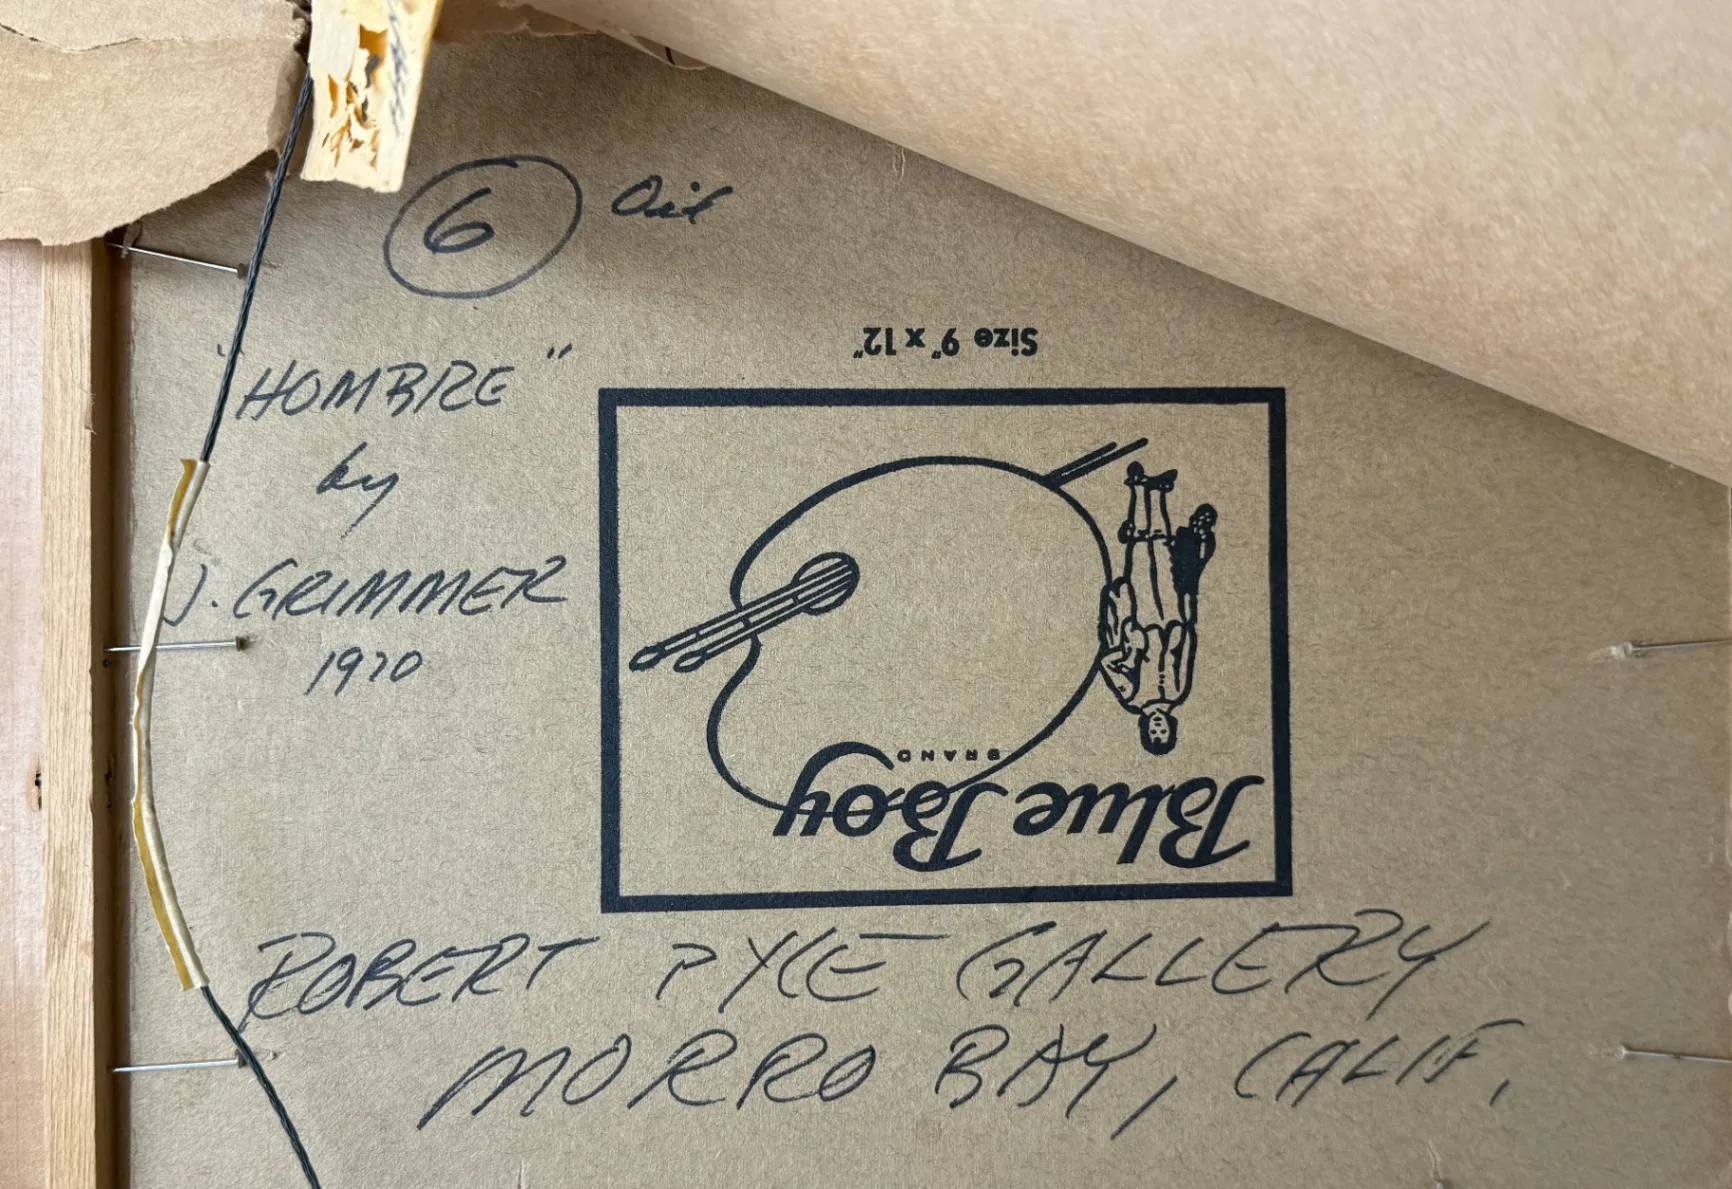 6 Oil
Size 9" x 12"
"HOMBRE"
by
J. GRIMMER
1970
BRAND
Blue Boy
ROBERT PYLE GALLERY
MORRO BAY, CALIF.